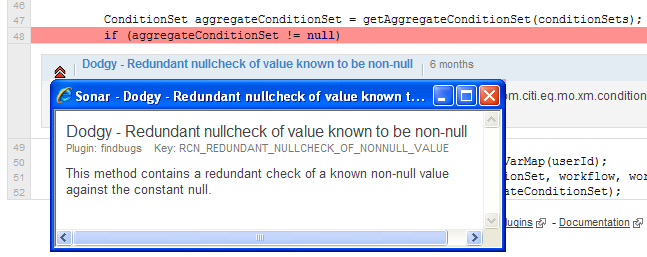 46
47 ConditionSet aggregateConditionSet = getAggregateConditionSet(conditionSets);
48 if (aggregateConditionSet != null)
Dodgy - Redundant nullcheck of value known to be non-null 6 months
Sonar - Dodgy - Redundant nullcheck of value known t...
om.citi.eq.mo.xm.condition
Dodgy - Redundant nullcheck of value known to be non-null
Plugin: findbugs Key: RCN_REDUNDANT_NULLCHECK_OF_NONNULL_VALUE
This method contains a redundant check of a known non-null value
against the constant null.
49
50 VarMap(userId);
51 ionSet, workflow, wor
52 ateConditionSet);
lugins - Documentation